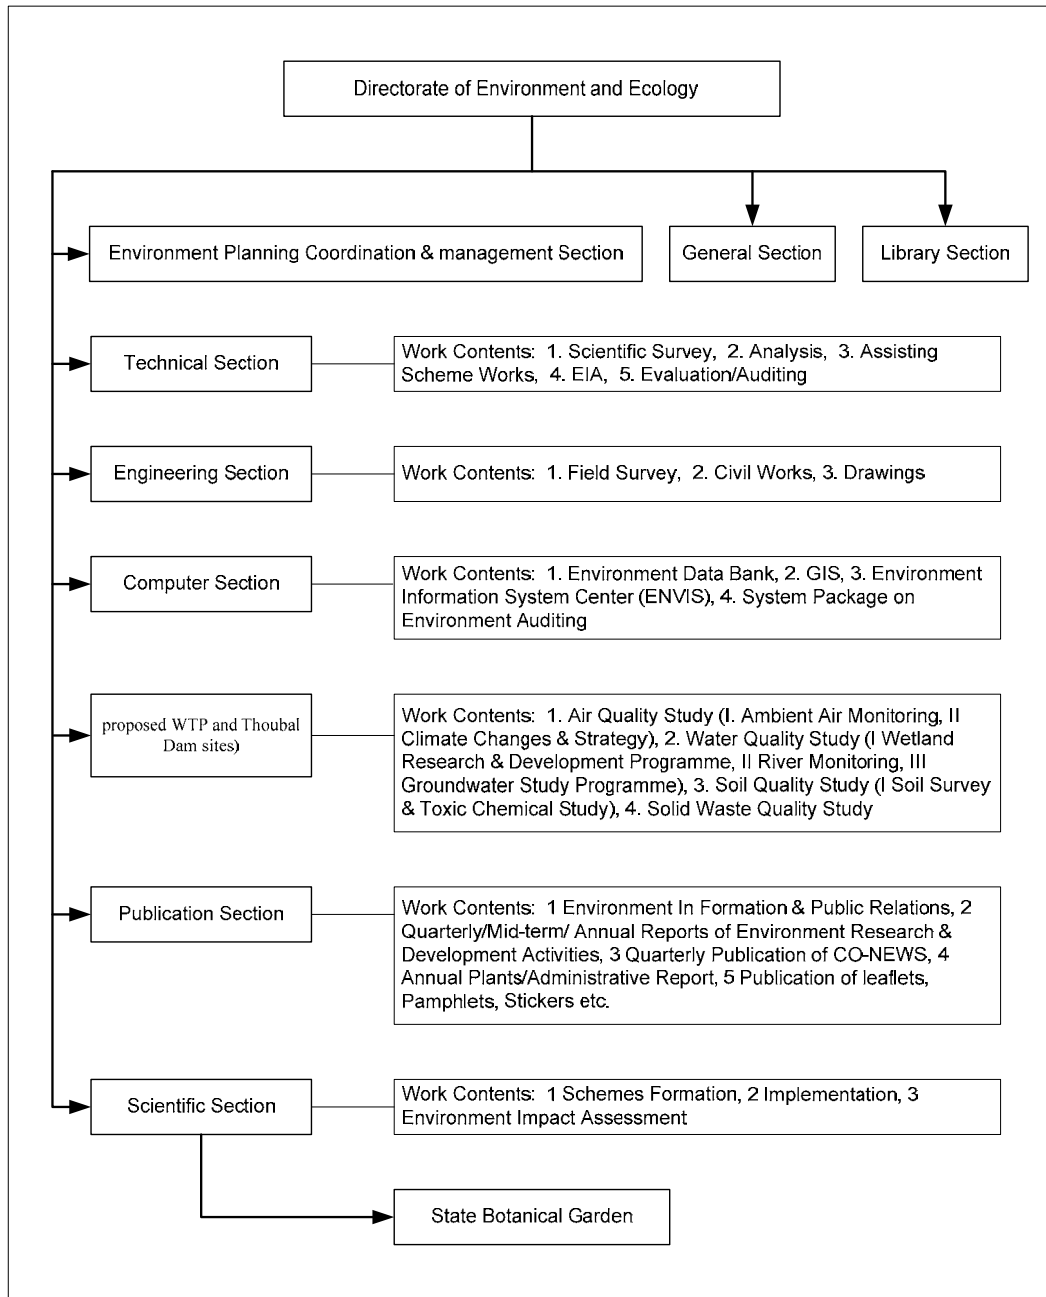 Directorate of Environment and Ecology
Environment Planning Coordination & management Section
General Section
Library Section
Technical Section
Work Contents: 1. Scientific Survey, 2. Analysis, 3. Assisting
Scheme Works, 4. EIA, 5. Evaluation/Auditing
Engineering Section
Work Contents: 1. Field Survey, 2. Civil Works, 3. Drawings
Computer Section
Work Contents: 1. Environment Data Bank, 2. GIS, 3. Environment
Information System Center (ENVIS), 4. System Package on
Environment Auditing
proposed WTP and Thoubal
Dam sites)
Work Contents: 1. Air Quality Study (I. Ambient Air Monitoring, II
Climate Changes & Strategy), 2. Water Quality Study (I Wetland
Research & Development Programme, II River Monitoring, III
Groundwater Study Programme), 3. Soil Quality Study (I Soil Survey
& Toxic Chemical Study), 4. Solid Waste Quality Study
Publication Section
Work Contents: 1 Environment In Formation & Public Relations, 2
Quarterly/Mid-term/ Annual Reports of Environment Research &
Development Activities, 3 Quarterly Publication of CO-NEWS, 4
Annual Plants/Administrative Report, 5 Publication of leaflets,
Pamphlets, Stickers etc.
Scientific Section
Work Contents: 1 Schemes Formation, 2 Implementation, 3
Environment Impact Assessment
State Botanical Garden